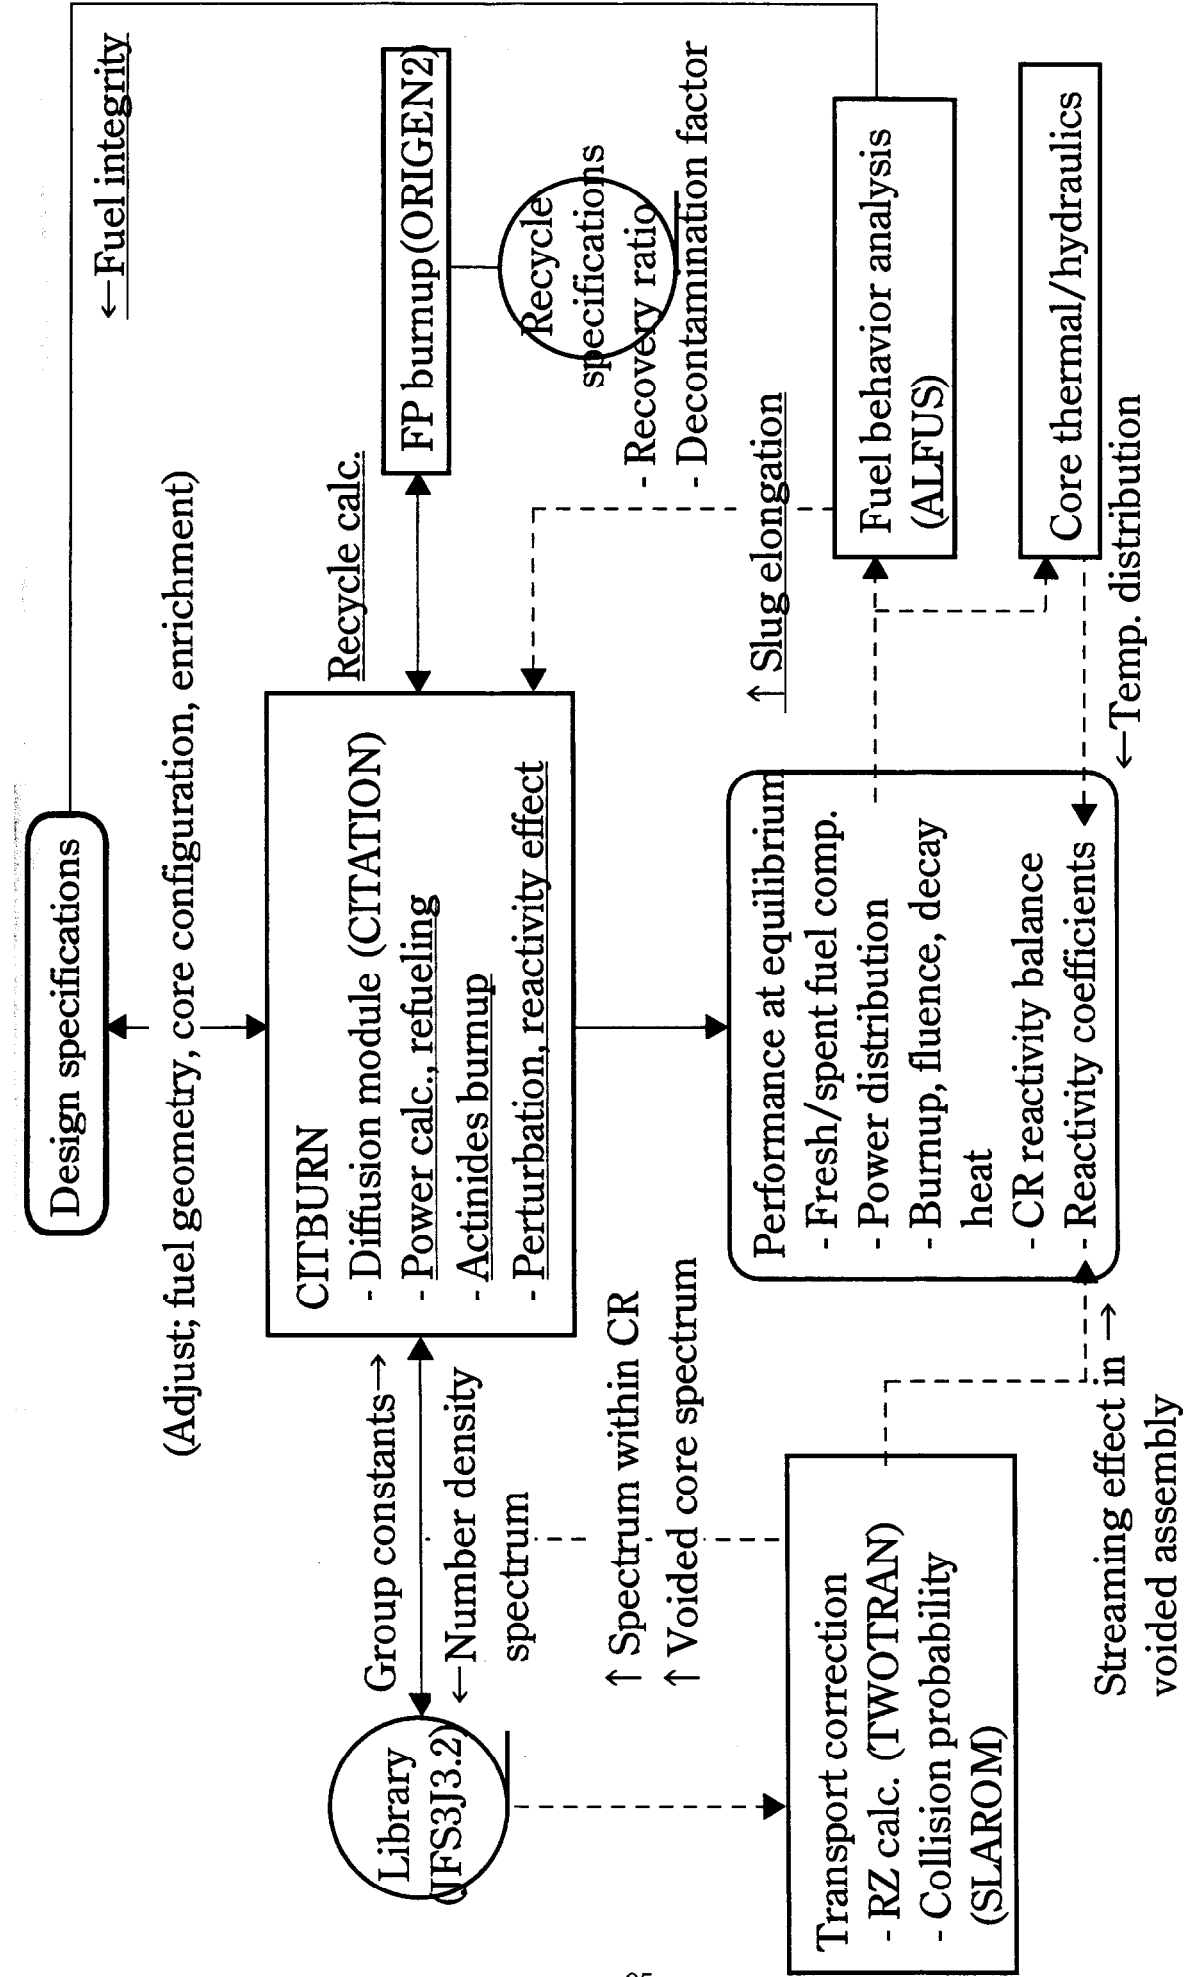 Design specifications
←Fuel integrity
(Adjust; fuel geometry, core configuration, enrichment)
Library
(JFS3J3.2)
Group constants→
←Number density
spectrum
CITBURN
- Diffusion module (CITATION)
- Power calc., refueling
- Actinides burnup
- Perturbation, reactivity effect
Recycle calc.
FP burnup(ORIGEN2)
Recycle
specifications
- Recovery ratio
- Decontamination factor
↑ Spectrum within CR
↑ Voided core spectrum
↑ Slug elongation
Transport correction
- RZ calc. (TWOTRAN)
- Collision probability
(SLAROM)
Performance at equilibrium
- Fresh/spent fuel comp.
- Power distribution
- Burnup, fluence, decay
heat
- CR reactivity balance
- Reactivity coefficients
Fuel behavior analysis
(ALFUS)
Core thermal/hydraulics
←Temp. distribution
Streaming effect in →
voided assembly